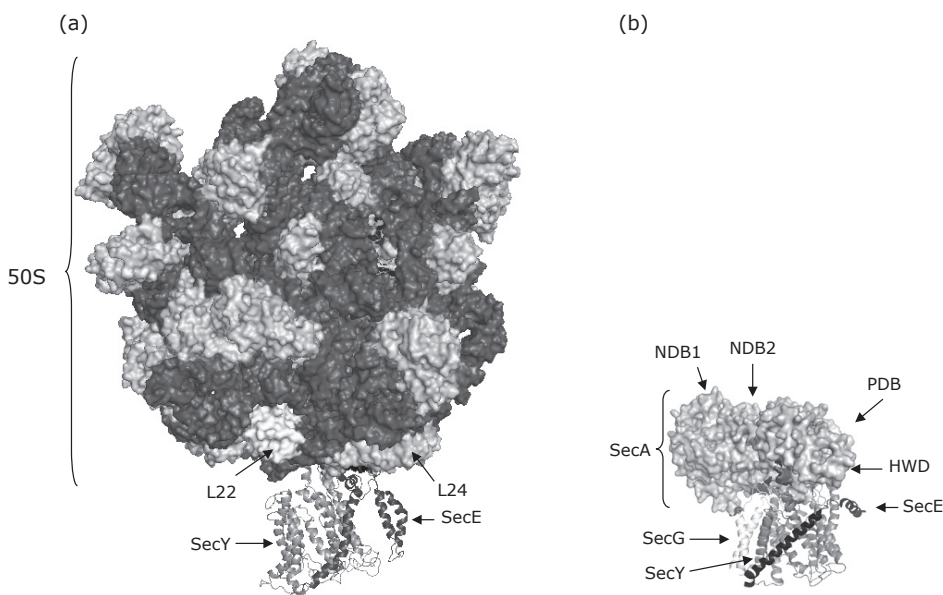 (a)
50S
L22
L24
SecY
SecE
(b)
NDB1
NDB2
PDB
SecA
HWD
SecE
SecG
SecY